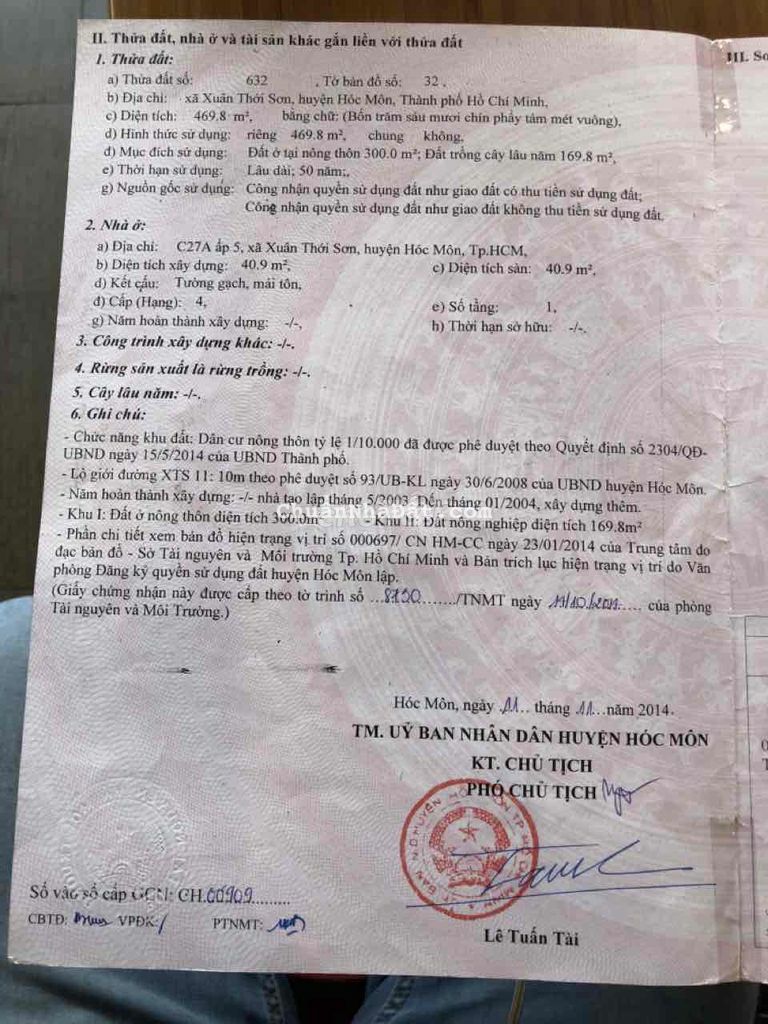 II. Thửa đất, nhà ở và tài sản khác gắn liền với thửa đất
III. So
1. Thửa đất:
a) Thửa đất số: 632 , Tờ bản đồ số: 32 ,
b) Địa chỉ: xã Xuân Thới Sơn, huyện Hóc Môn, Thành phố Hồ Chí Minh,
c) Diện tích: 469.8 m², bằng chữ: (Bốn trăm sáu mươi chín phẩy tám mét vuông),
d) Hình thức sử dụng: riêng 469.8 m², chung không,
đ) Mục đích sử dụng: Đất ở tại nông thôn 300.0 m²; Đất trồng cây lâu năm 169.8 m²,
e) Thời hạn sử dụng: Lâu dài; 50 năm;,
g) Nguồn gốc sử dụng: Công nhận quyền sử dụng đất như giao đất có thu tiền sử dụng đất;
Công nhận quyền sử dụng đất như giao đất không thu tiền sử dụng đất.
2. Nhà ở:
a) Địa chỉ: C27A ấp 5, xã Xuân Thới Sơn, huyện Hóc Môn, Tp.HCM,
b) Diện tích xây dựng: 40.9 m², c) Diện tích sàn: 40.9 m²,
d) Kết cấu: Tường gạch, mái tôn,
đ) Cấp (Hạng): 4, e) Số tầng: 1,
g) Năm hoàn thành xây dựng: -/-, h) Thời hạn sở hữu: -/-.
3. Công trình xây dựng khác: -/-.
4. Rừng sản xuất là rừng trồng: -/-.
5. Cây lâu năm: -/-.
6. Ghi chú:
- Chức năng khu đất: Dân cư nông thôn tỷ lệ 1/10.000 đã được phê duyệt theo Quyết định số 2304/QĐ-
UBND ngày 15/5/2014 của UBND Thành phố.
- Lộ giới đường XTS 11: 10m theo phê duyệt số 93/UB-KL ngày 30/6/2008 của UBND huyện Hóc Môn.
- Năm hoàn thành xây dựng: -/- nhà tạo lập tháng 5/2003. Đến tháng 01/2004, xây dựng thêm.
ChuanNhaDat.com
- Khu I: Đất ở nông thôn diện tích 300.0m² - Khu II: Đất nông nghiệp diện tích 169.8m²
- Phần chi tiết xem bản đồ hiện trạng vị trí số 000697/ CN HM-CC ngày 23/01/2014 của Trung tâm đo
đạc bản đồ - Sở Tài nguyên và Môi trường Tp. Hồ Chí Minh và Bản trích lục hiện trạng vị trí do Văn
phòng Đăng ký quyền sử dụng đất huyện Hóc Môn lập.
(Giấy chứng nhận này được cấp theo tờ trình số ...8730......./TNMT ngày ...... của phòng
Tài nguyên và Môi Trường.)
Hóc Môn, ngày .11.. tháng .11...năm 2014.
TM. UỶ BAN NHÂN DÂN HUYỆN HÓC MÔN
KT. CHỦ TỊCH
PHÓ CHỦ TỊCH
Số vào sổ cấp GCN: CH.00909.........
CBTĐ: VPĐK: PTNMT:
Lê Tuấn Tài